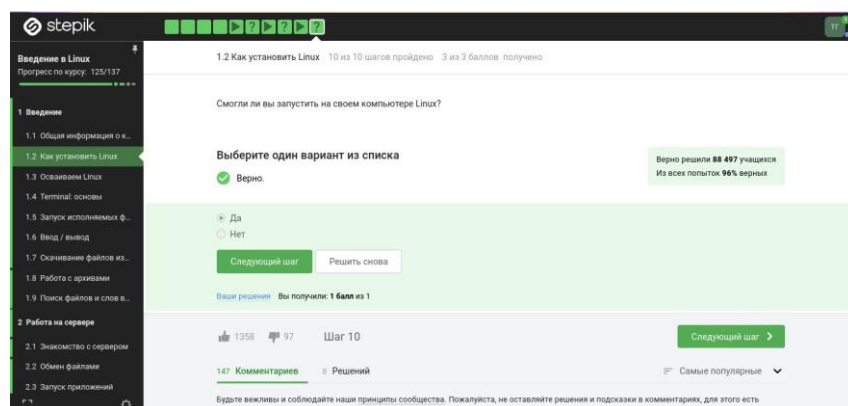 stepik
ТГ
Введение в Linux
Прогресс по курсу: 125/137
1 Введение
1.1 Общая информация о к...
1.2 Как установить Linux
1.3 Осваиваем Linux
1.4 Terminal: основы
1.5 Запуск исполняемых ф...
1.6 Ввод / вывод
1.7 Скачивание файлов из...
1.8 Работа с архивами
1.9 Поиск файлов и слов в...
2 Работа на сервере
2.1 Знакомство с сервером
2.2 Обмен файлами
2.3 Запуск приложений
1.2 Как установить Linux 10 из 10 шагов пройдено 3 из 3 баллов получено
Смогли ли вы запустить на своем компьютере Linux?
Выберите один вариант из списка
Верно.
Верно решили 88 497 учащихся
Из всех попыток 96% верных
Да
Нет
Следующий шаг Решить снова
Ваши решения Вы получили: 1 балл из 1
1358 97 Шаг 10 Следующий шаг
147 Комментариев 0 Решений Самые популярные
Будьте вежливы и соблюдайте наши принципы сообщества. Пожалуйста, не оставляйте решения и подсказки в комментариях, для этого есть